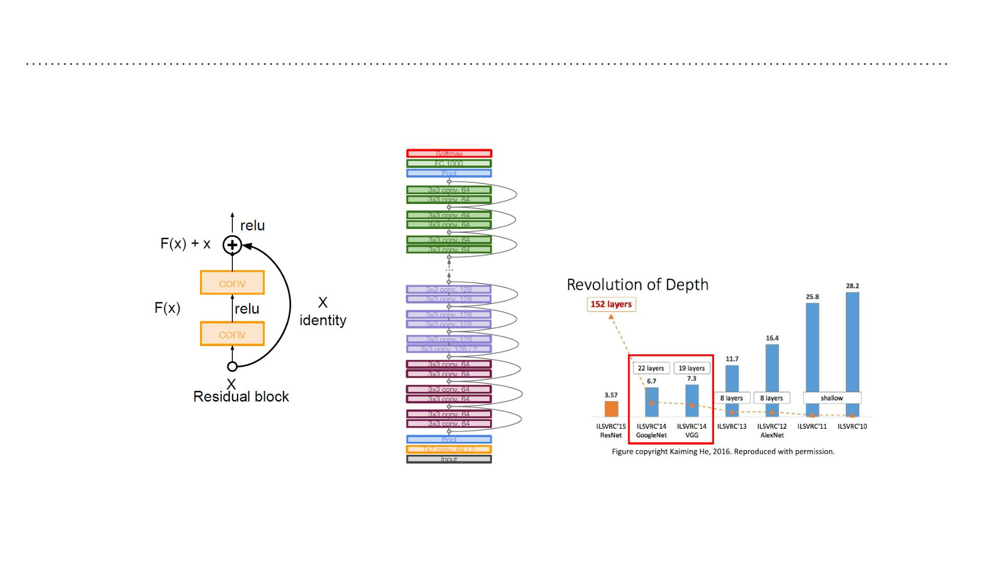 relu
F(x) + x
conv
F(x)
relu
X
identity
conv
X
Residual block
Softmax
FC 1000
Pool
3x3 conv, 64
3x3 conv, 64
3x3 conv, 64
3x3 conv, 64
3x3 conv, 64
3x3 conv, 64
...
3x3 conv, 128
3x3 conv, 128
3x3 conv, 128
3x3 conv, 128
3x3 conv, 128
3x3 conv, 128 / 2
3x3 conv, 64
3x3 conv, 64
3x3 conv, 64
3x3 conv, 64
3x3 conv, 64
3x3 conv, 64
Pool
7x7 conv, 64 / 2
Input
Revolution of Depth
152 layers
28.2
25.8
16.4
11.7
22 layers
19 layers
7.3
6.7
3.57
8 layers
8 layers
shallow
ILSVRC'15
ResNet
ILSVRC'14
GoogleNet
ILSVRC'14
VGG
ILSVRC'13
ILSVRC'12
AlexNet
ILSVRC'11
ILSVRC'10
Figure copyright Kaiming He, 2016. Reproduced with permission.